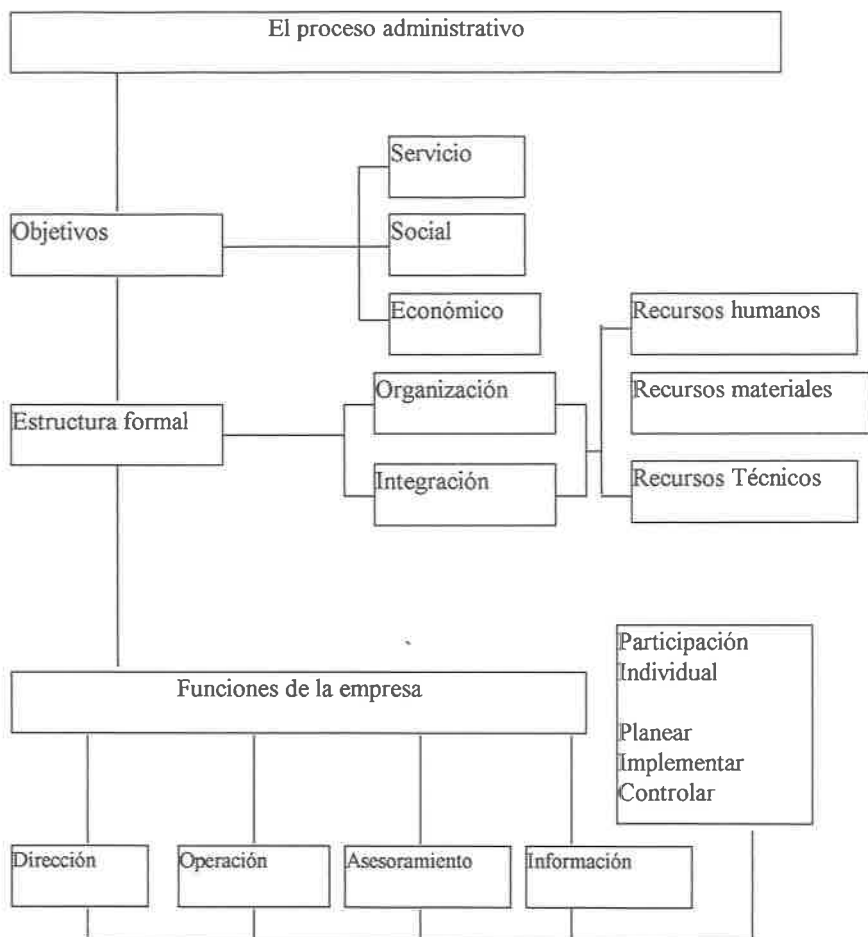 El proceso administrativo
Servicio
Objetivos
Social
Económico
Recursos humanos
Organización
Recursos materiales
Estructura formal
Integración
Recursos Técnicos
Participación
Individual
Funciones de la empresa
Planear
Implementar
Controlar
Dirección
Operación
Asesoramiento
Información